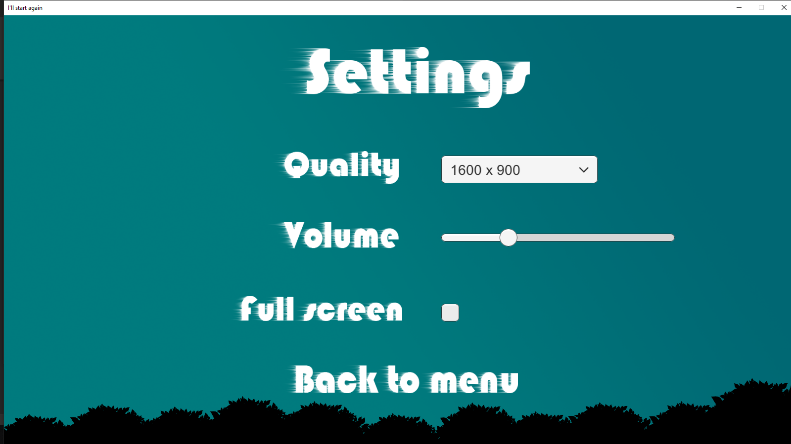 I'll start again
Settings
Quality
1600 x 900
Volume
Full screen
Back to menu